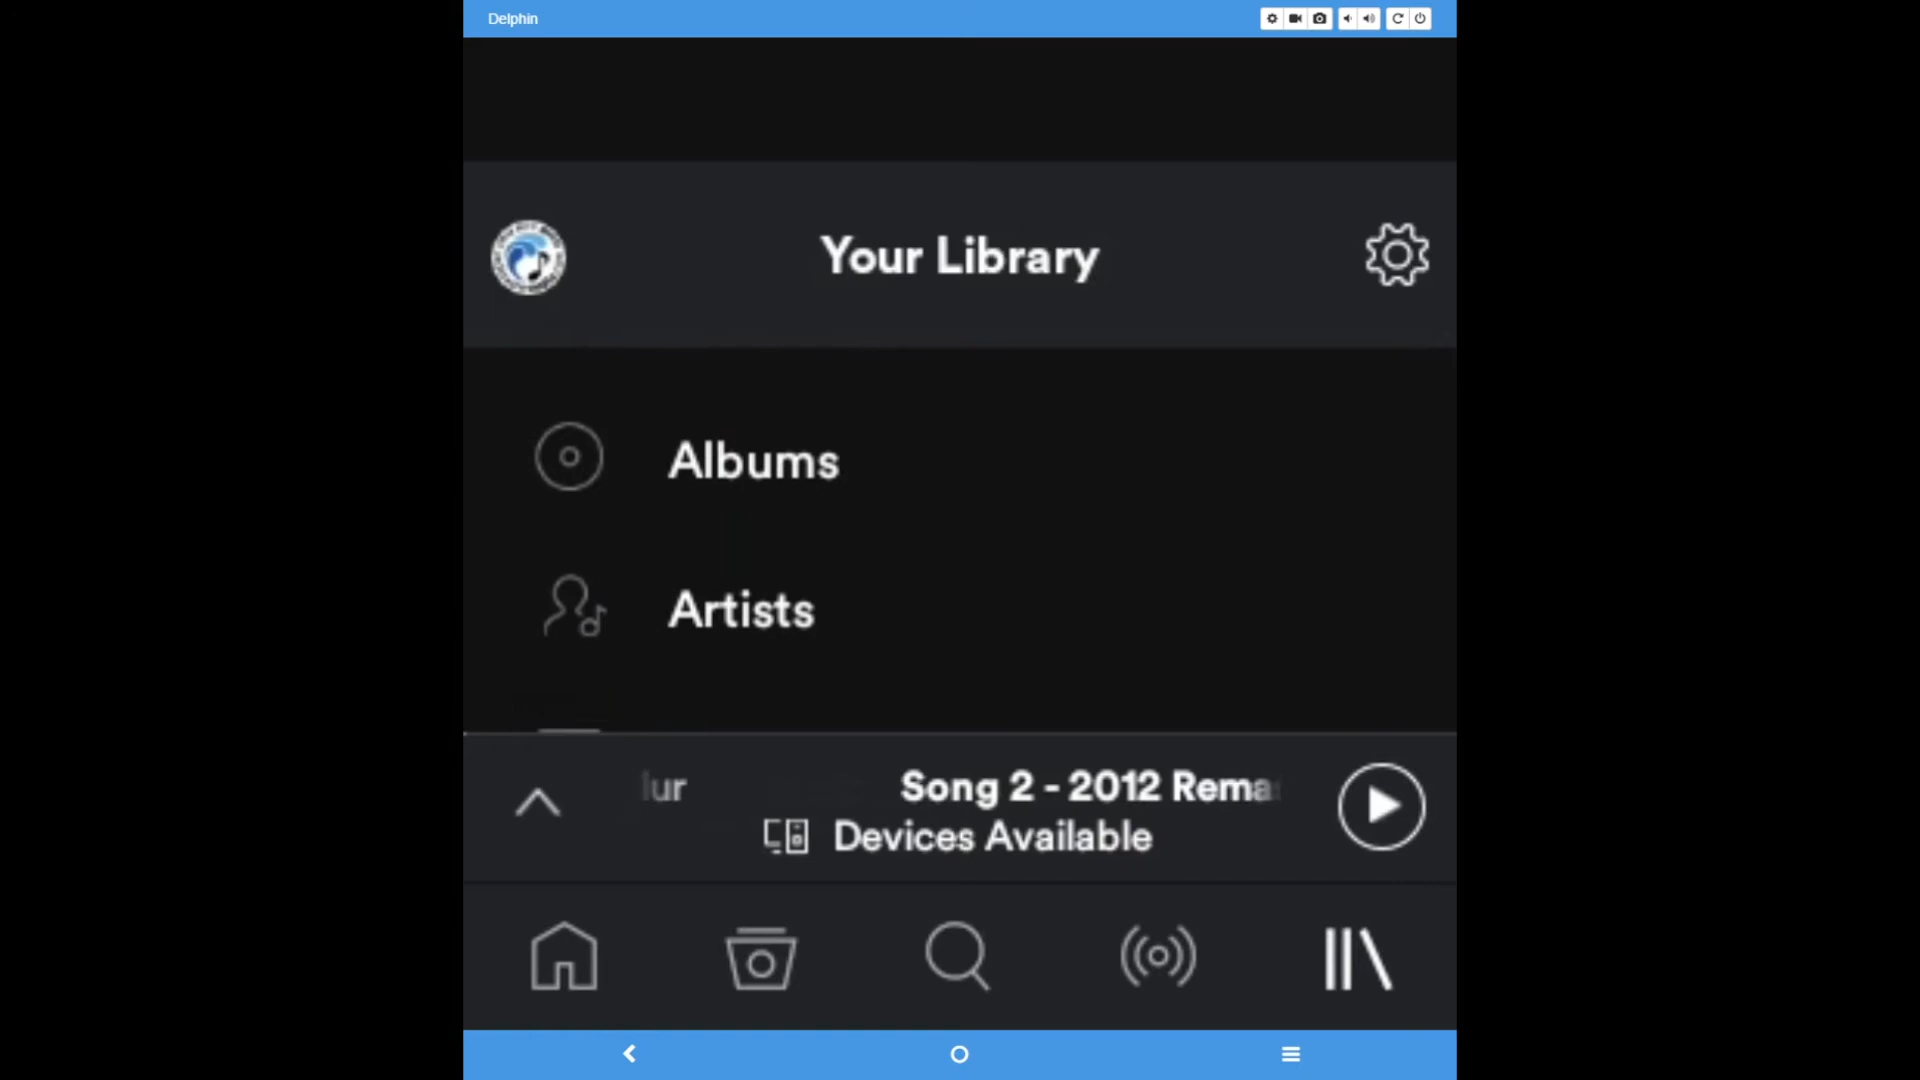 Delphin
Your Library
Albums
Artists
lur Song 2 - 2012 Rema
Devices Available